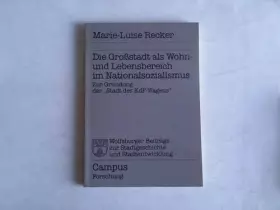 Marie-Luise Recker
Die Großstadt als Wohn-
und Lebensbereich
im Nationalsozialismus
Zur Gründung
der „Stadt des KdF-Wagens“
Wolfsburger Beiträge
zur Stadtgeschichte
und Stadtentwicklung
Campus
Forschung